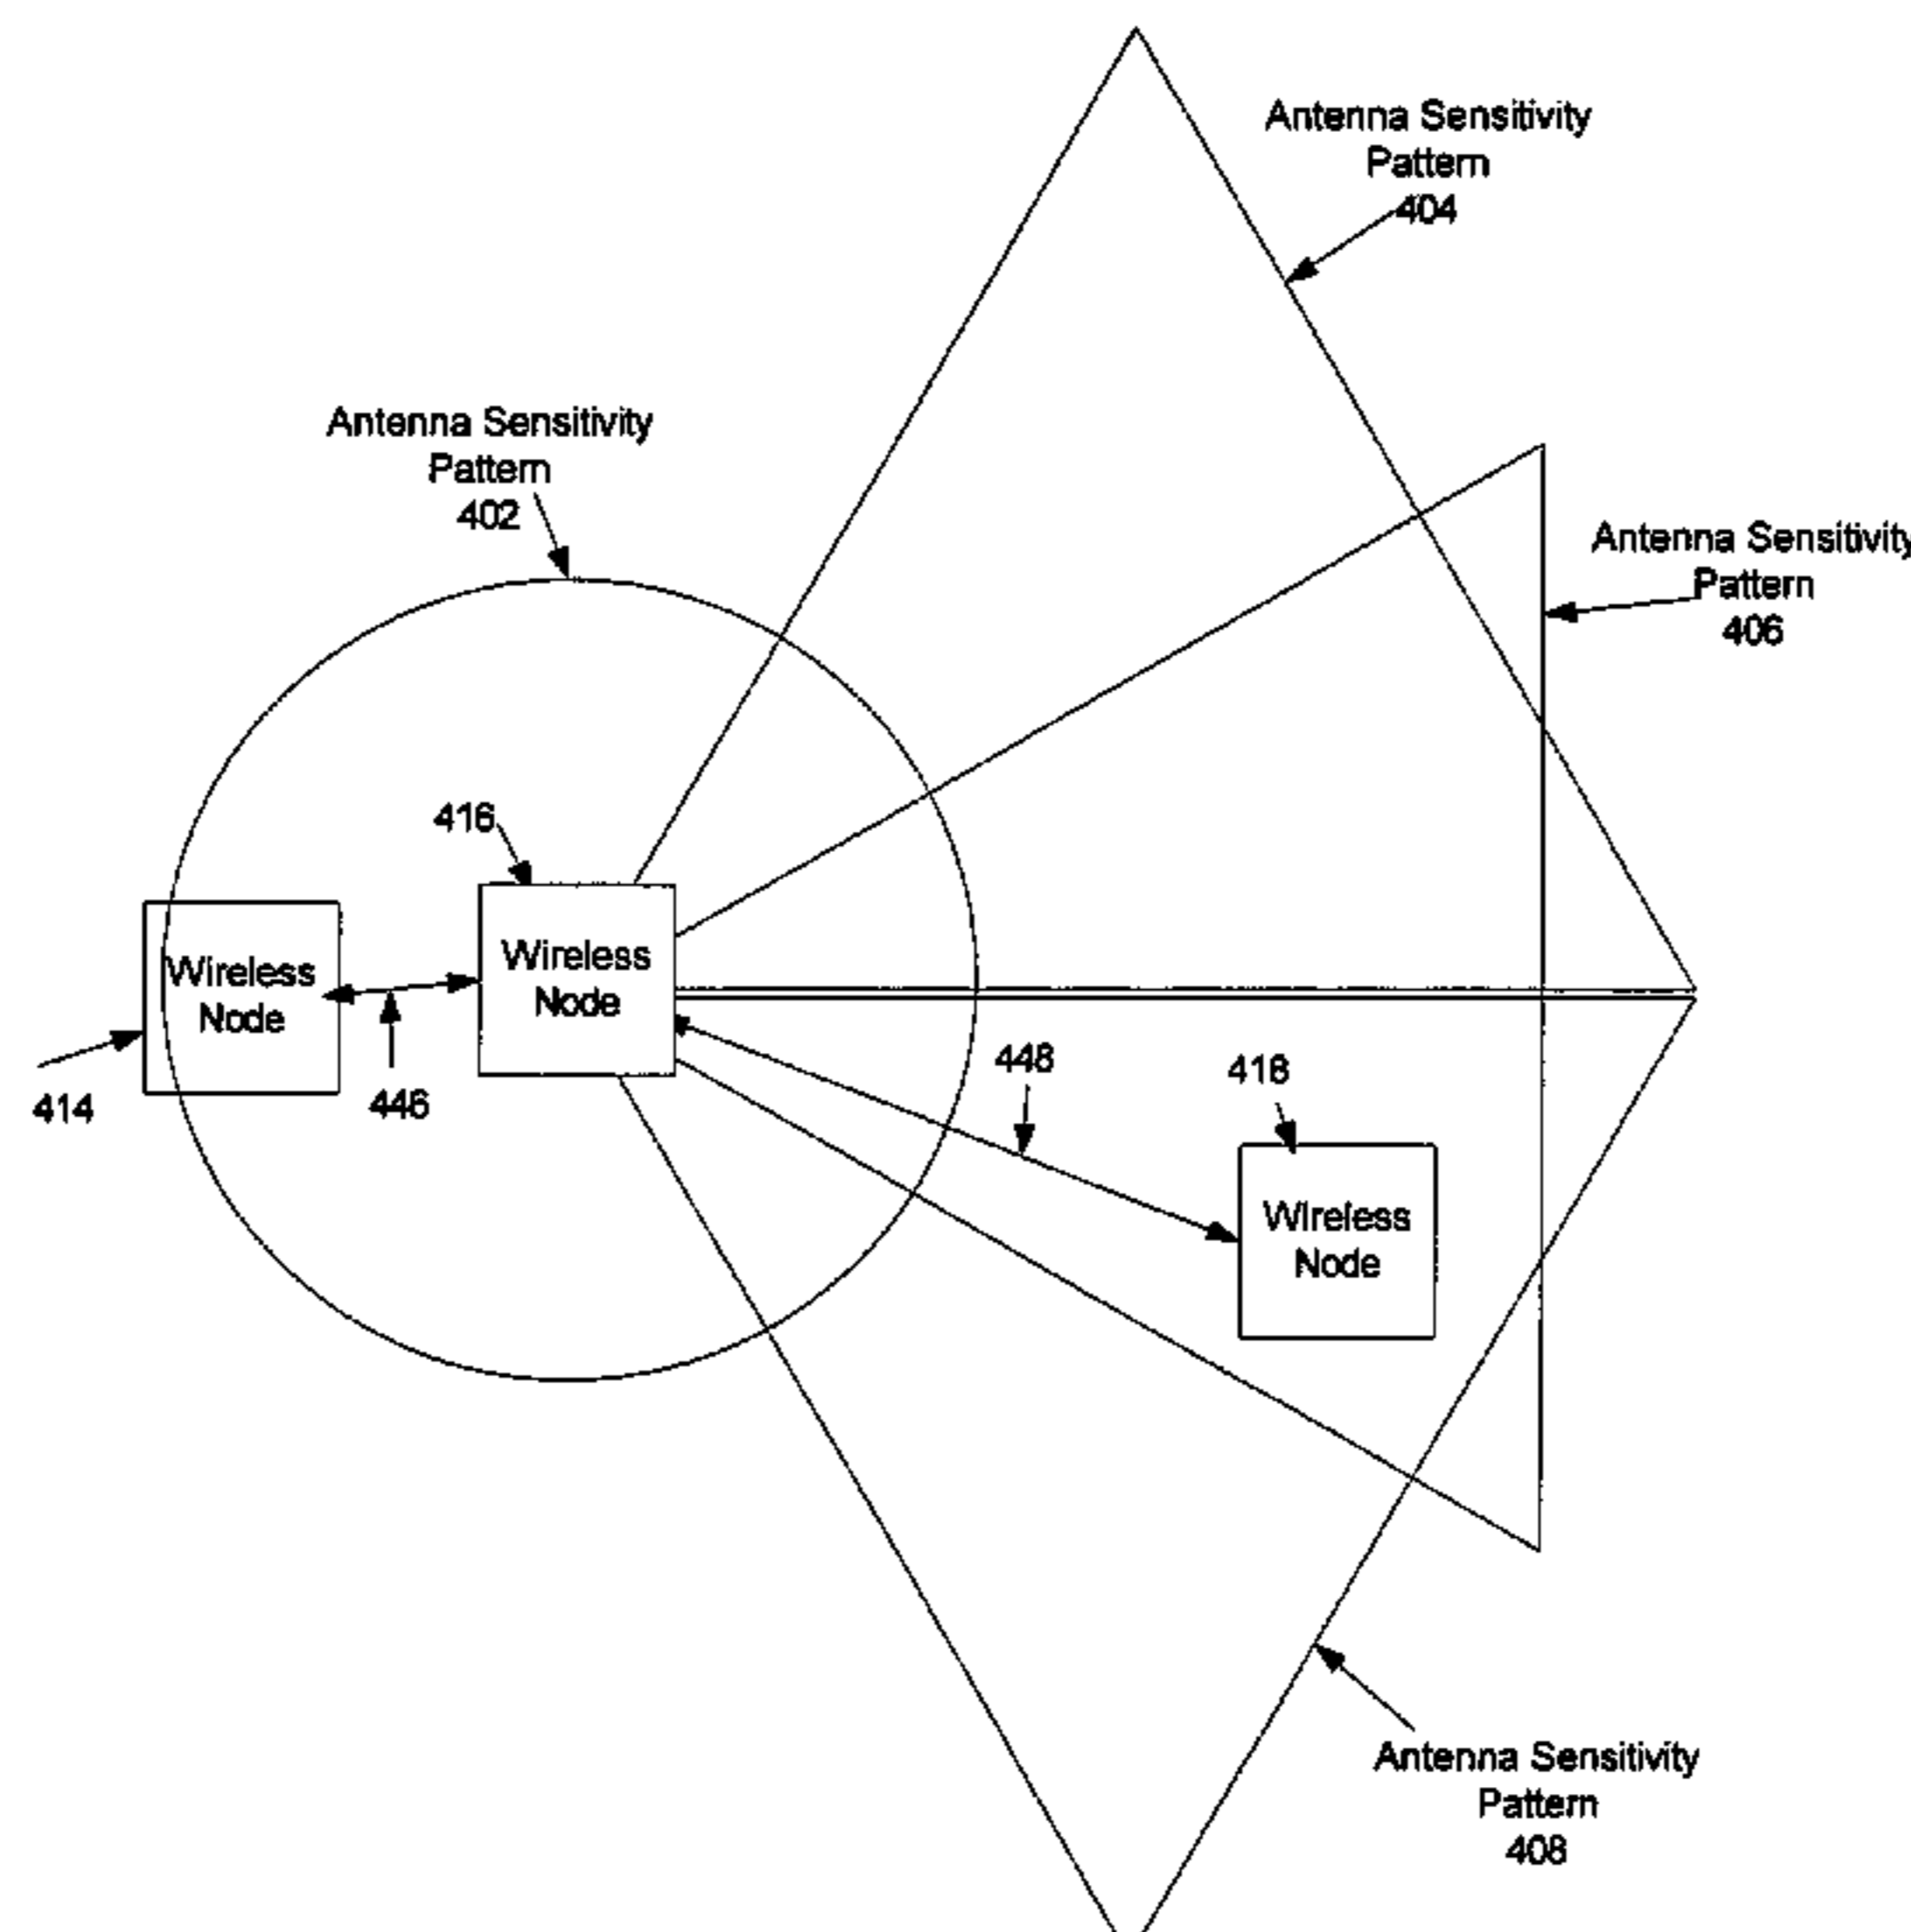 Antenna Sensitivity
Pattern
404
Antenna Sensitivity
Pattern
402
Antenna Sensitivity
Pattern
406
416
Wireless
Node
Wireless
Node
414
446
448
418
Wireless
Node
Antenna Sensitivity
Pattern
408